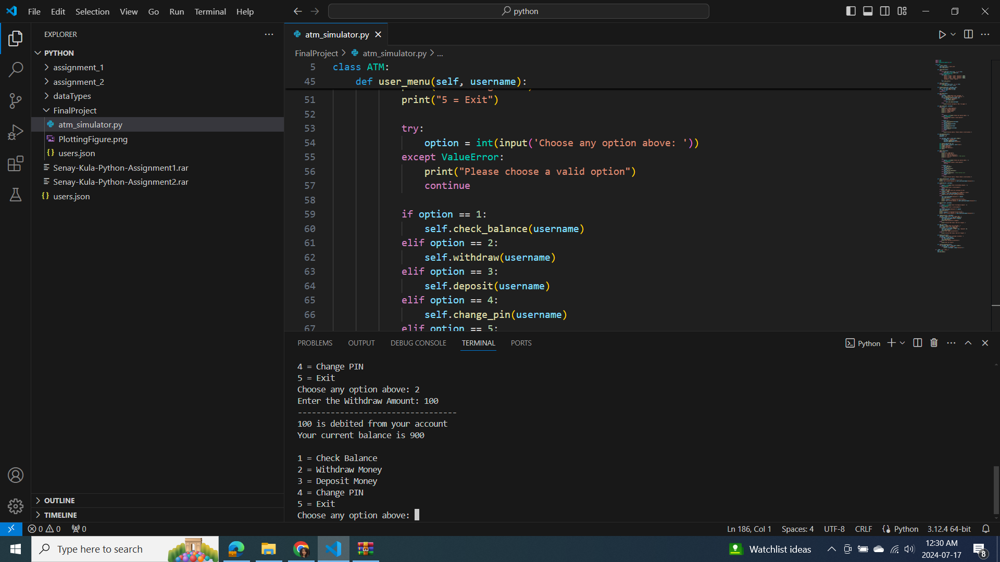 File Edit Selection View Go Run Terminal Help
python
EXPLORER
PYTHON
assignment_1
assignment_2
dataTypes
FinalProject
atm_simulator.py
PlottingFigure.png
users.json
Senay-Kula-Python-Assignment1.rar
Senay-Kula-Python-Assignment2.rar
users.json
OUTLINE
TIMELINE
atm_simulator.py
FinalProject > atm_simulator.py > ...
5 class ATM:
45 def user_menu(self, username):
51 print("5 = Exit")
52
53 try:
54 option = int(input('Choose any option above: '))
55 except ValueError:
56 print("Please choose a valid option")
57 continue
58
59 if option == 1:
60 self.check_balance(username)
61 elif option == 2:
62 self.withdraw(username)
63 elif option == 3:
64 self.deposit(username)
65 elif option == 4:
66 self.change_pin(username)
67 elif option == 5:
PROBLEMS OUTPUT DEBUG CONSOLE TERMINAL PORTS
Python
4 = Change PIN
5 = Exit
Choose any option above: 2
Enter the Withdraw Amount: 100
----------------------------------
100 is debited from your account
Your current balance is 900
1 = Check Balance
2 = Withdraw Money
3 = Deposit Money
4 = Change PIN
5 = Exit
Choose any option above:
0 0 0
Ln 186, Col 1 Spaces: 4 UTF-8 CRLF Python 3.12.4 64-bit
Type here to search
Watchlist ideas
12:30 AM
2024-07-17
8